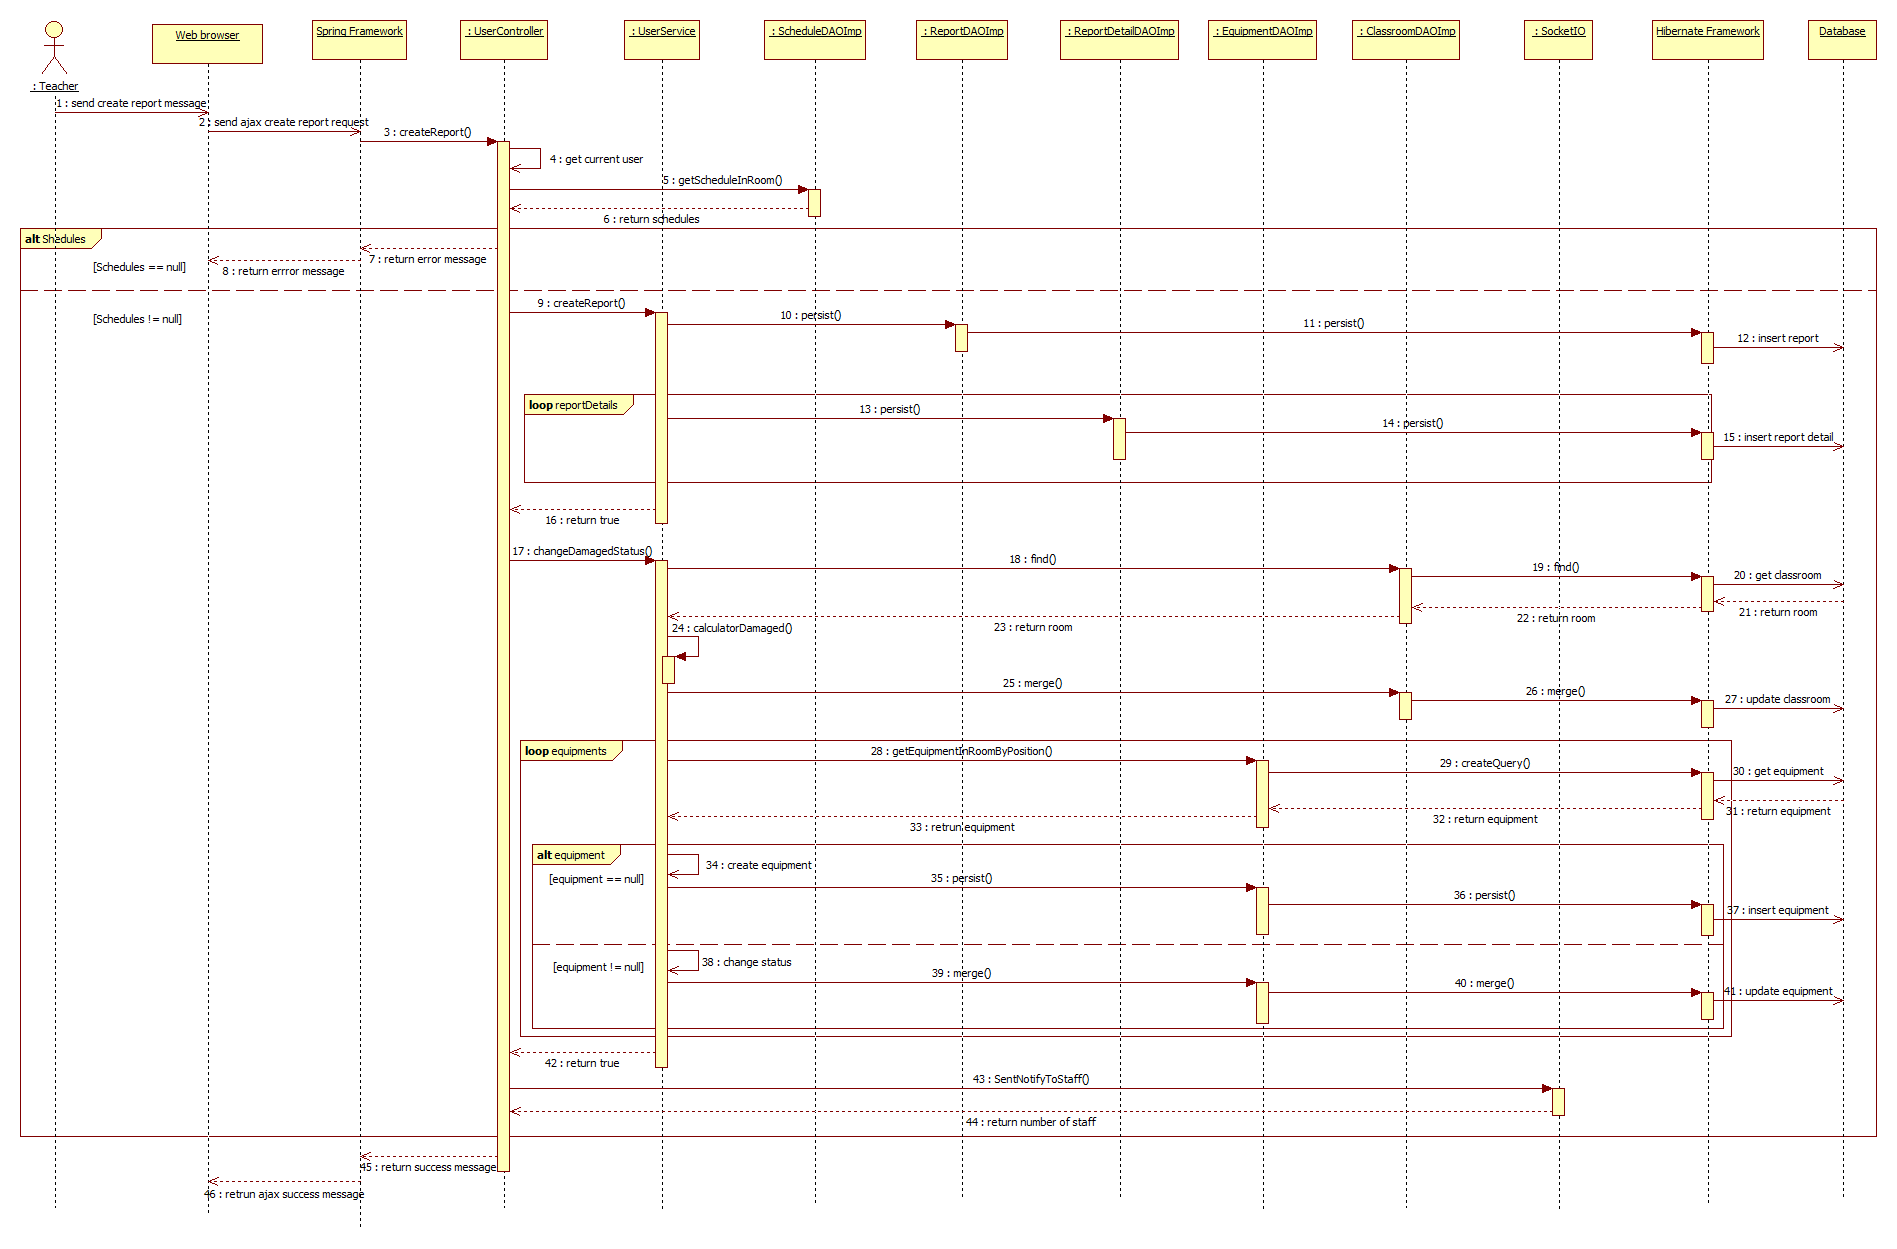 Web browser
Spring Framework
: UserController
: UserService
: ScheduleDAOImp
: ReportDAOImp
: ReportDetailDAOImp
: EquipmentDAOImp
: ClassroomDAOImp
: SocketIO
Hibernate Framework
Database
: Teacher
1 : send create report message
2 : send ajax create report request
3 : createReport()
4 : get current user
5 : getScheduleInRoom()
6 : return schedules
alt Shedules
[Schedules == null]
7 : return error message
8 : return errror message
[Schedules != null]
9 : createReport()
10 : persist()
11 : persist()
12 : insert report
loop reportDetails
13 : persist()
14 : persist()
15 : insert report detail
16 : return true
17 : changeDamagedStatus()
18 : find()
19 : find()
20 : get classroom
21 : return room
22 : return room
23 : return room
24 : calculatorDamaged()
25 : merge()
26 : merge()
27 : update classroom
loop equipments
28 : getEquipmentInRoomByPosition()
29 : createQuery()
30 : get equipment
31 : return equipment
32 : return equipment
33 : retrun equipment
alt equipment
[equipment == null]
34 : create equipment
35 : persist()
36 : persist()
37 : insert equipment
[equipment != null]
38 : change status
39 : merge()
40 : merge()
41 : update equipment
42 : return true
43 : SentNotifyToStaff()
44 : return number of staff
45 : return success message
46 : retrun ajax success message